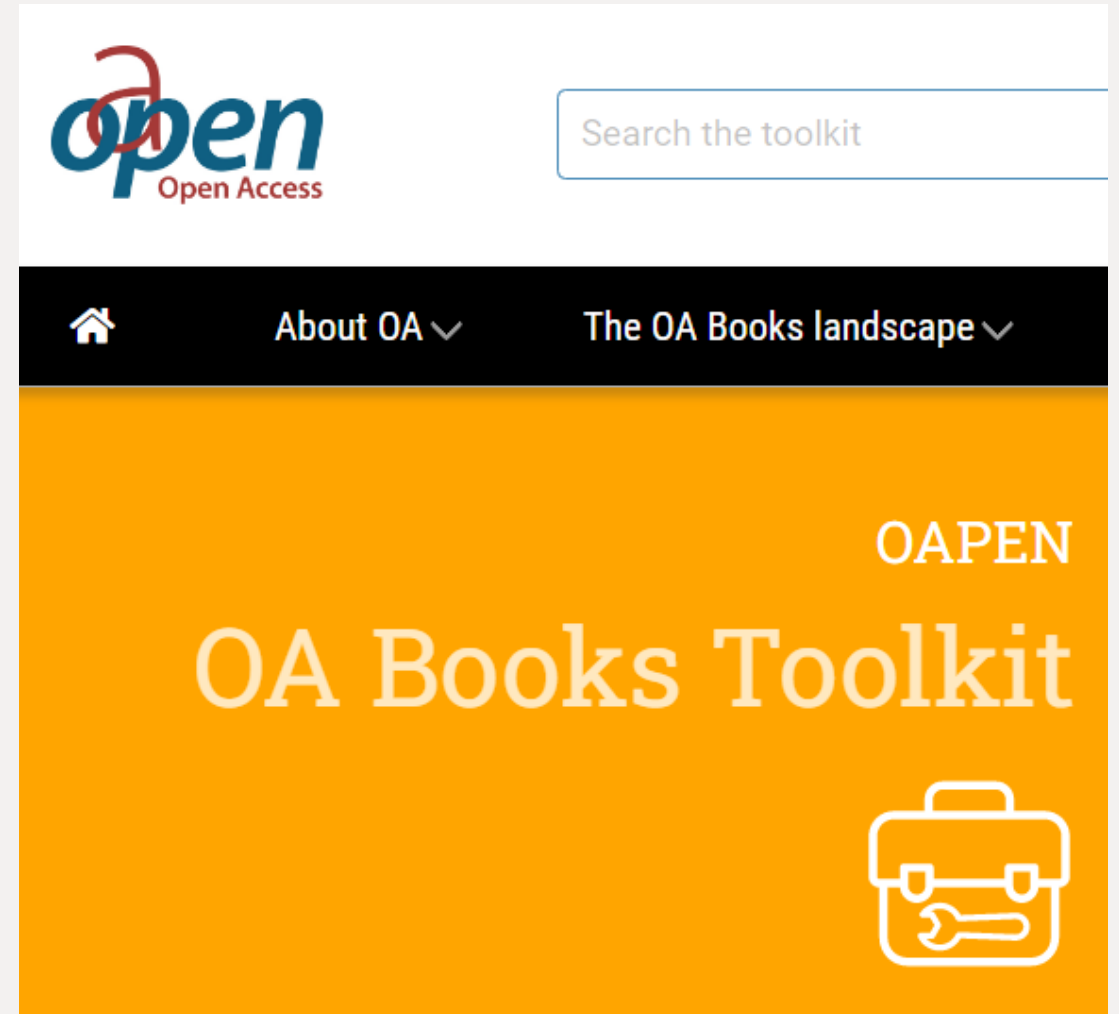 oapen
Open Access
Search the toolkit
About OA
The OA Books landscape
OAPEN
OA Books Toolkit